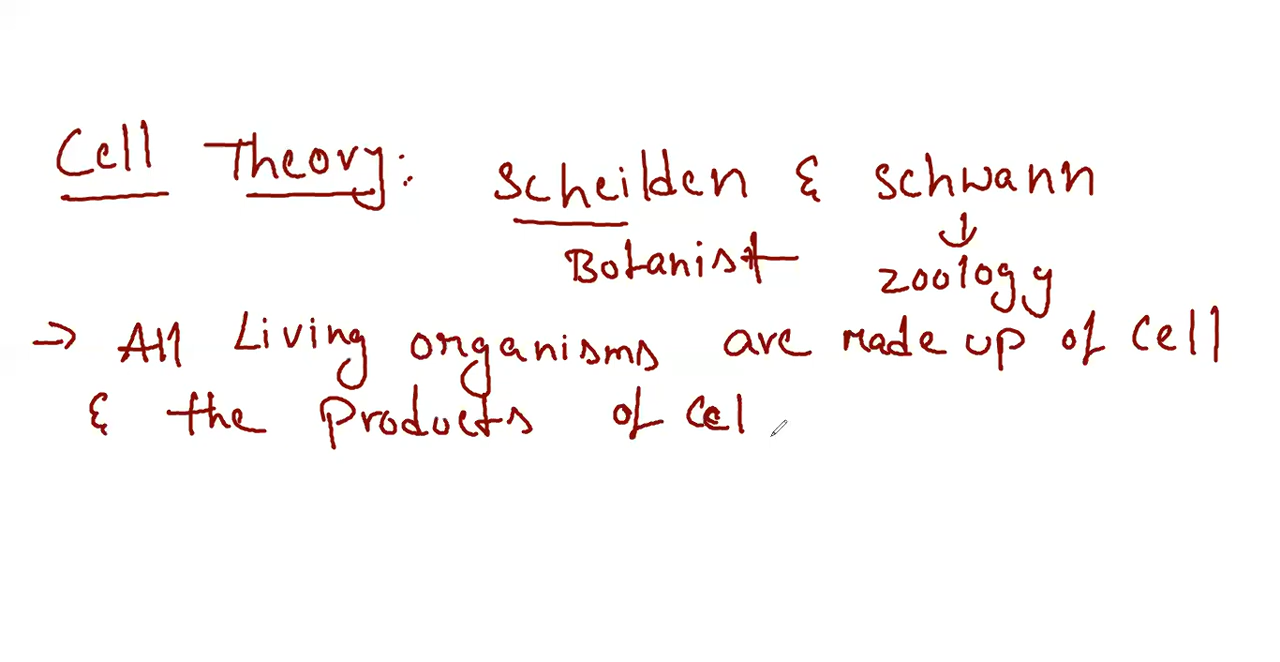 Cell Theory: Scheilden & schwann
Botanist zoology
→ All Living organisms are made up of cell
& the products of cel